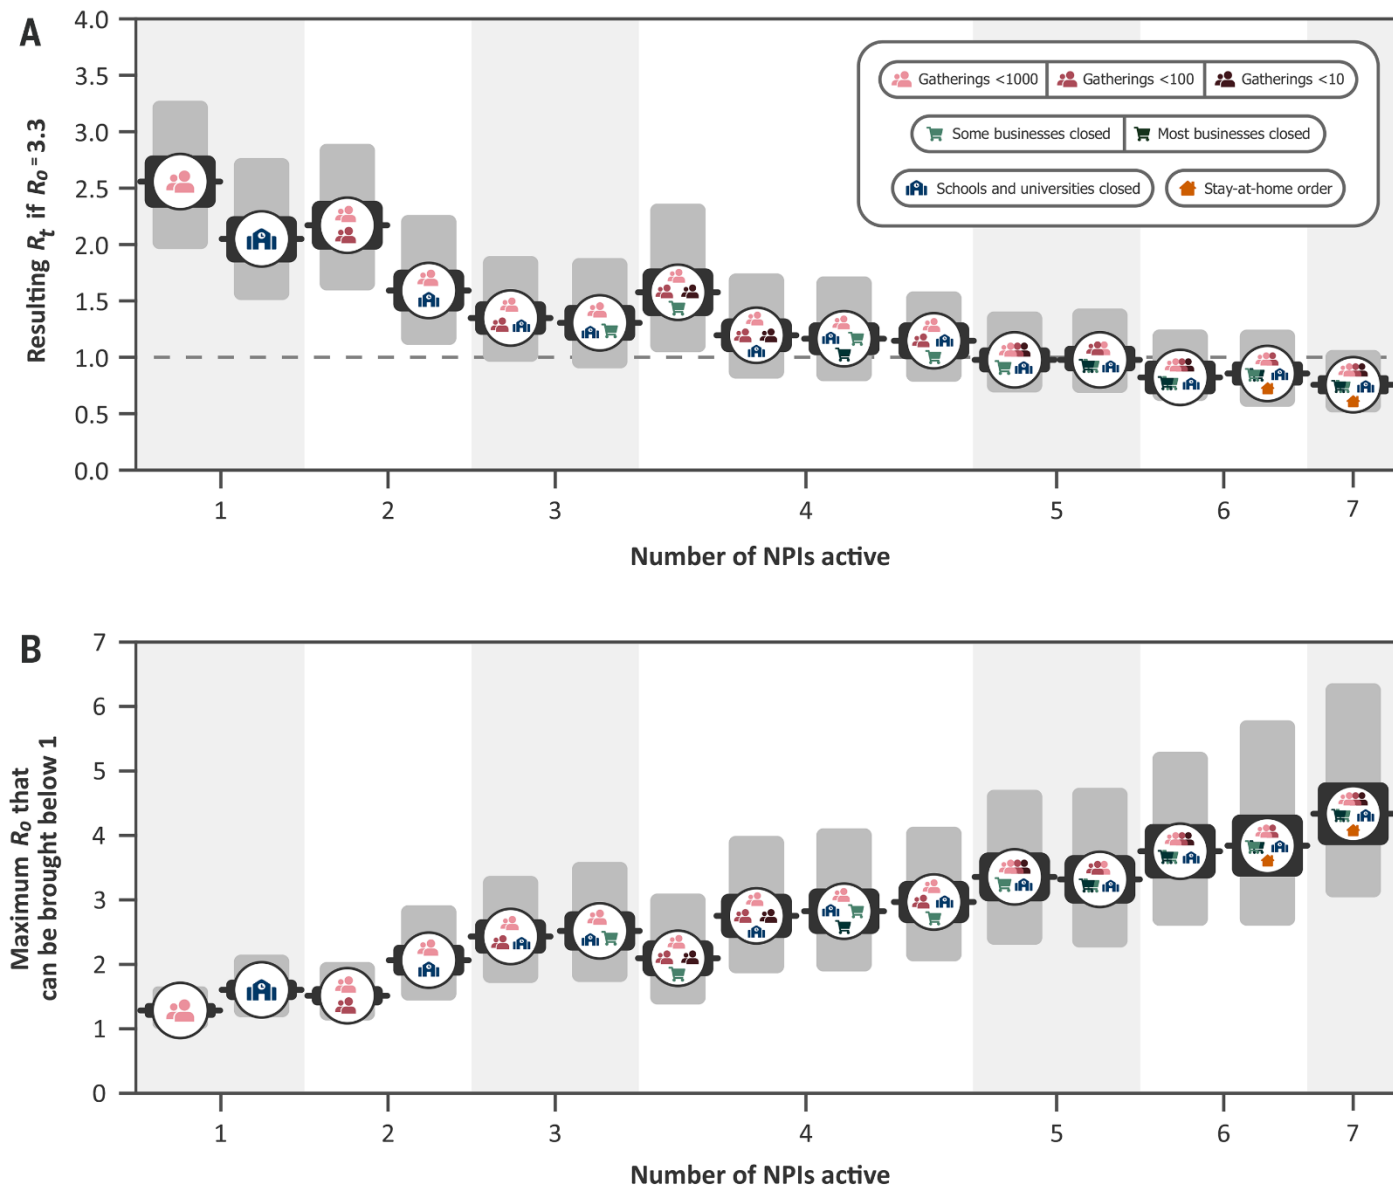 A
4.0
3.5
3.0
2.5
2.0
1.5
1.0
0.5
0.0
Resulting Rt if Ro = 3.3
Gatherings <1000
Gatherings <100
Gatherings <10
Some businesses closed
Most businesses closed
Schools and universities closed
Stay-at-home order
1
2
3
4
5
6
7
Number of NPIs active
B
7
6
5
4
3
2
1
0
Maximum Ro that
can be brought below 1
1
2
3
4
5
6
7
Number of NPIs active